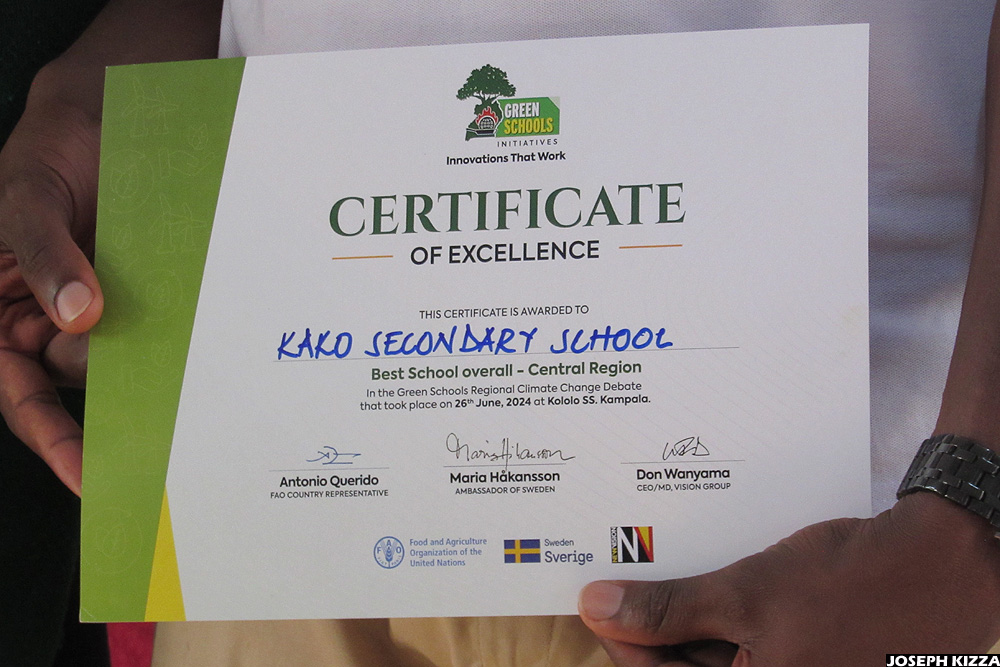 GREEN
SCHOOLS
INITIATIVES
Innovations That Work
CERTIFICATE
OF EXCELLENCE
THIS CERTIFICATE IS AWARDED TO
KAKO SECONDARY SCHOOL
Best School overall - Central Region
In the Green Schools Regional Climate Change Debate
that took place on 26th June, 2024 at Kololo SS. Kampala.
Antonio Querido
FAO COUNTRY REPRESENTATIVE
Maria Håkansson
AMBASSADOR OF SWEDEN
Don Wanyama
CEO/MD, VISION GROUP
FAO
Food and Agriculture
Organization of the
United Nations
Sweden
Sverige
NEW VISION
N
JOSEPH KIZZA